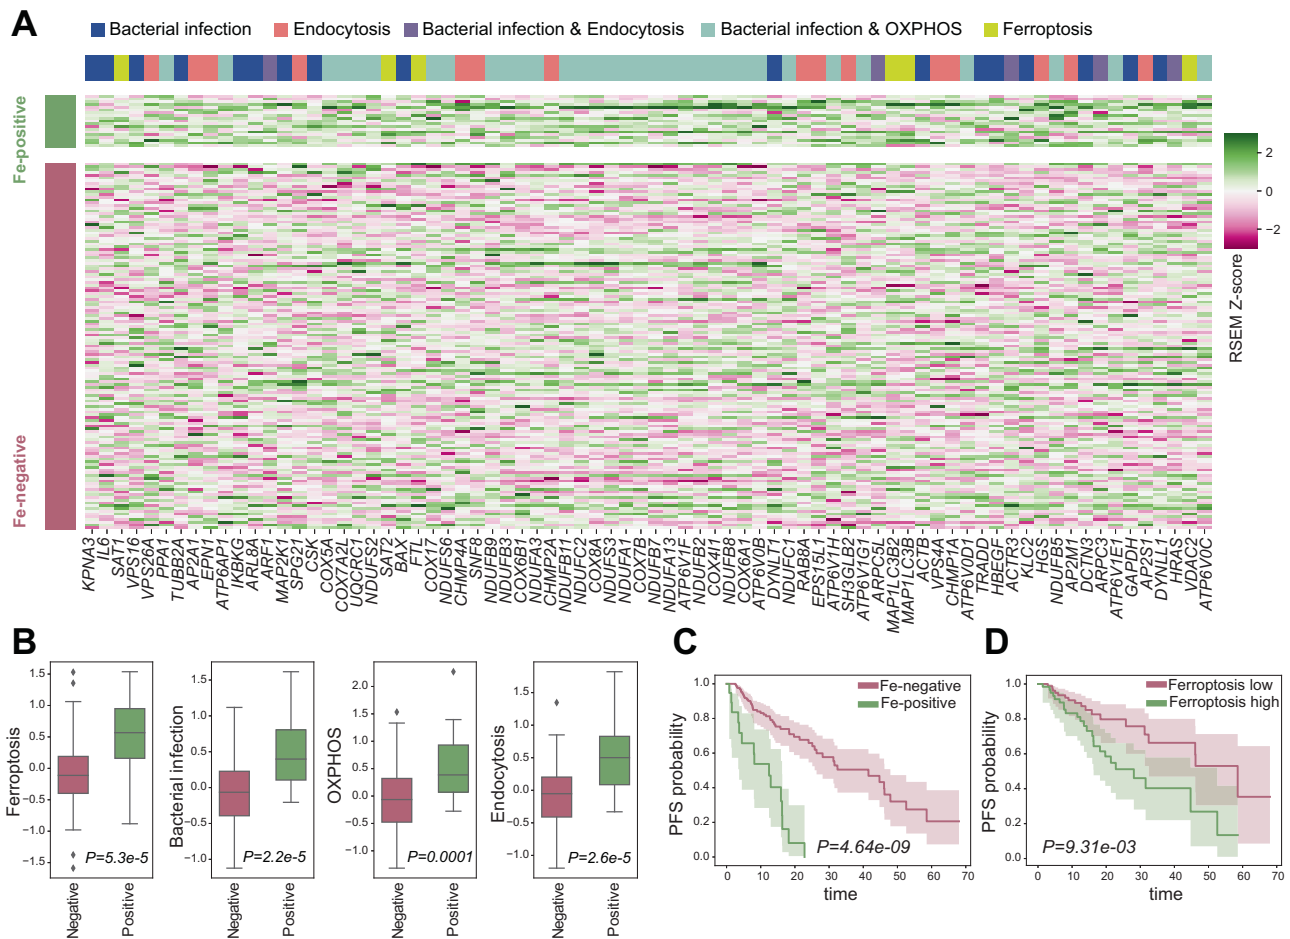 A
Bacterial infection Endocytosis Bacterial infection & Endocytosis Bacterial infection & OXPHOS Ferroptosis
Fe-positive
Fe-negative
2
0
−2
RSEM Z-score
KPNA3 IL6 SAT1 VPS16 VPS26A PPA1 TUBB2A AP2A1 EPN1 ATP6AP1 IKBKG ARL8A ARF1 MAP2K1 SPG21 CSK COX5A COX7A2L UQCRC1 NDUFS2 SAT2 BAX FTL COX17 NDUFS6 CHMP4A SNF8 NDUFB9 NDUFB3 COX6B1 NDUFA3 CHMP2A NDUFB11 NDUFC2 COX8A NDUFS3 NDUFA1 COX7B NDUFB7 NDUFA13 ATP6V1F NDUFB2 COX4I1 NDUFB8 COX6A1 ATP6V0B DYNLT1 NDUFC1 RAB8A EPS15L1 ATP6V1H SH3GLB2 ATP6V1G1 ARPC5L MAP1LC3B2 MAP1LC3B ACTB VPS4A CHMP1A ATP6V0D1 TRADD HBEGF ACTR3 KLC2 HGS NDUFB5 AP2M1 DCTN3 ARPC3 ATP6V1E1 GAPDH AP2S1 DYNLL1 HRAS VDAC2 ATP6V0C
B
Ferroptosis
1.5
1.0
0.5
0.0
−0.5
−1.0
−1.5
P=5.3e-5
Negative Positive
Bacterial infection
1.5
1.0
0.5
0.0
−0.5
−1.0
P=2.2e-5
Negative Positive
OXPHOS
2.0
1.5
1.0
0.5
0.0
−0.5
−1.0
P=0.0001
Negative Positive
Endocytosis
1.5
1.0
0.5
0.0
−0.5
−1.0
P=2.6e-5
Negative Positive
C
PFS probability
1.0
0.8
0.6
0.4
0.2
0.0
Fe-negative
Fe-positive
P=4.64e-09
0 10 20 30 40 50 60 70
time
D
PFS probability
1.0
0.8
0.6
0.4
0.2
0.0
Ferroptosis low
Ferroptosis high
P=9.31e-03
0 10 20 30 40 50 60 70
time